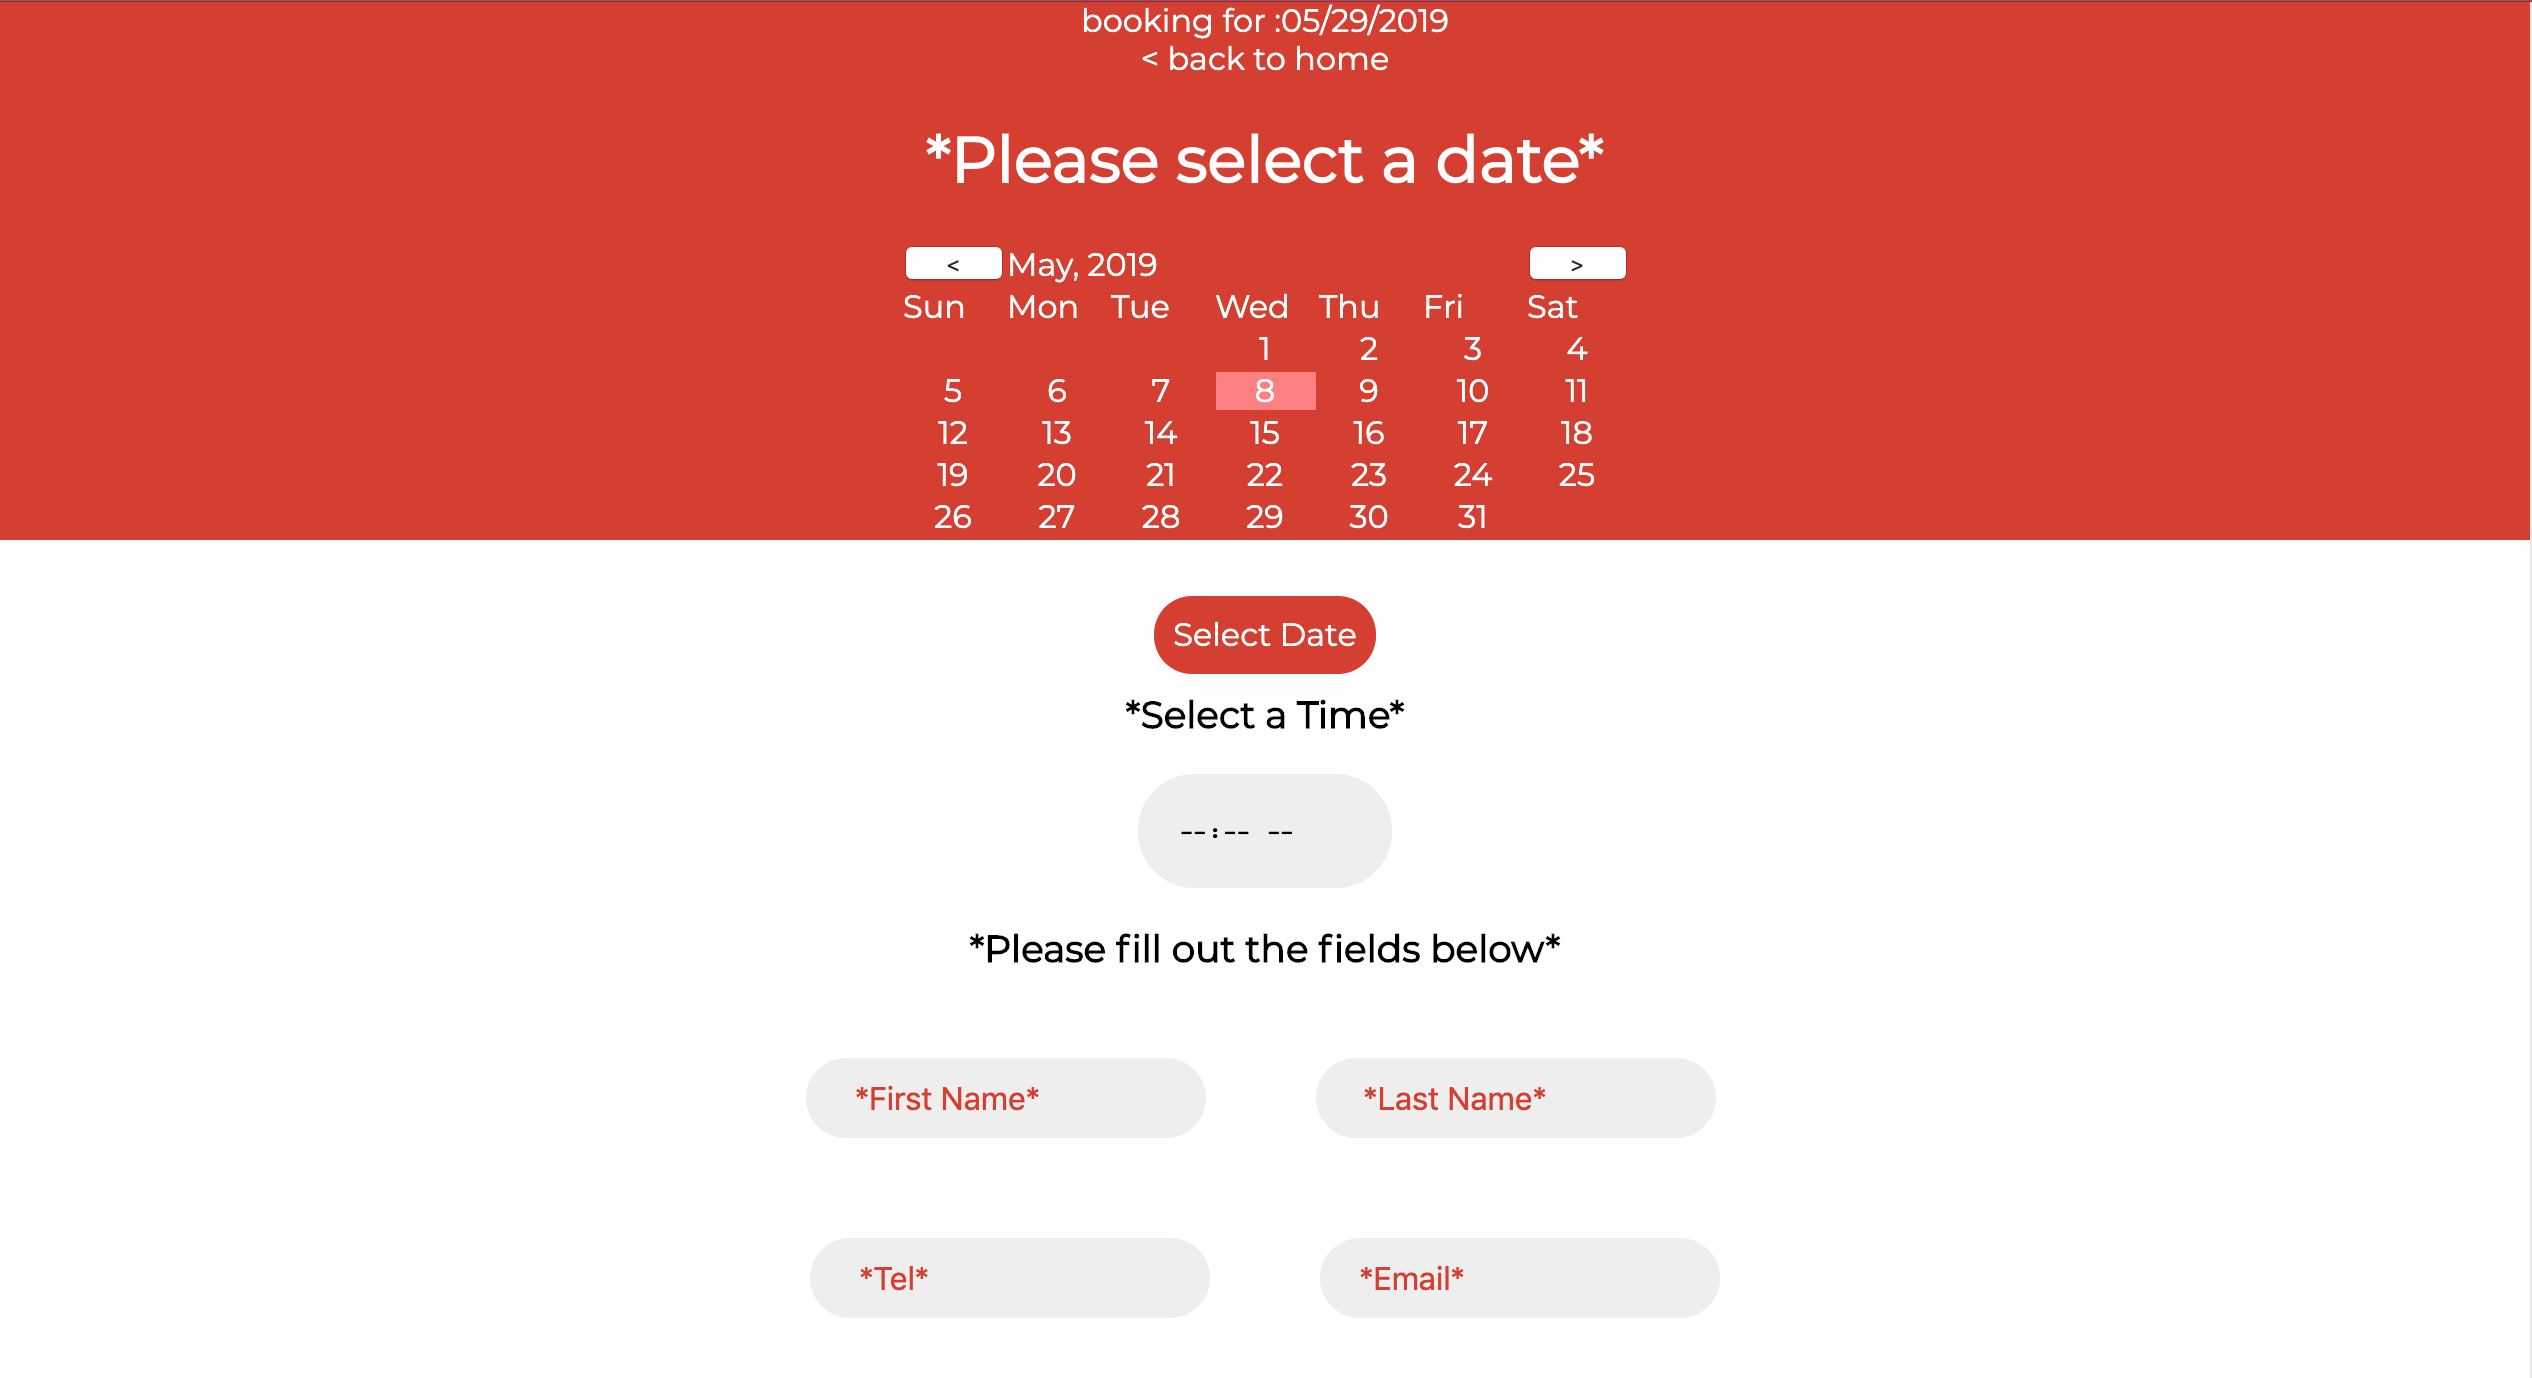 booking for :05/29/2019
< back to home
*Please select a date*
< May, 2019 >
Sun Mon Tue Wed Thu Fri Sat
1 2 3 4
5 6 7 8 9 10 11
12 13 14 15 16 17 18
19 20 21 22 23 24 25
26 27 28 29 30 31
Select Date
*Select a Time*
--:-- --
*Please fill out the fields below*
*First Name* *Last Name*
*Tel* *Email*